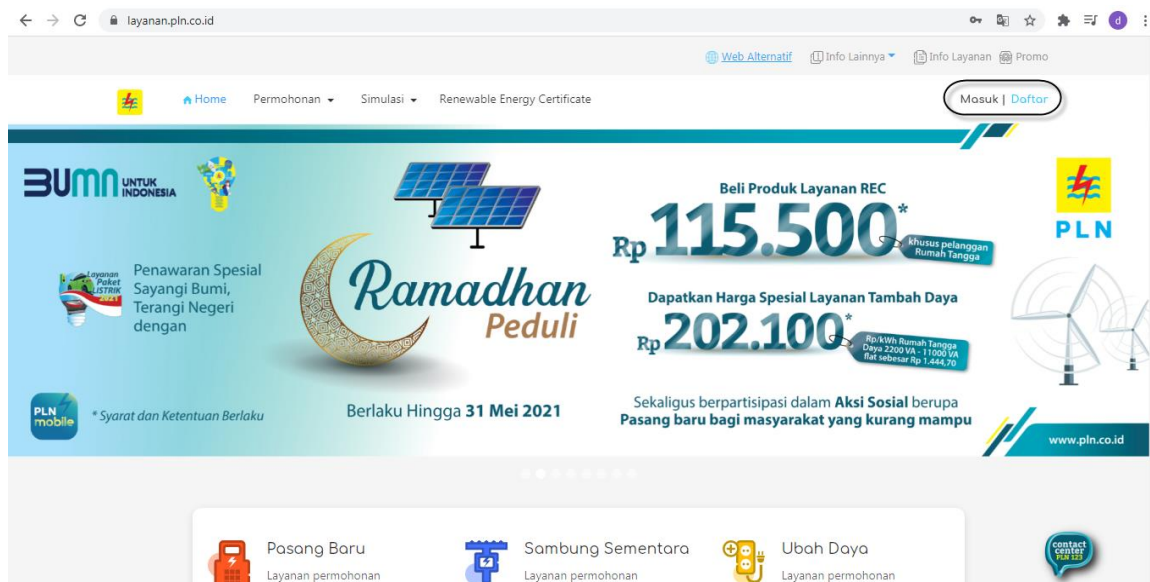 layanan.pln.co.id
d
Web Alternatif
Info Lainnya
Info Layanan
Promo
Home
Permohonan
Simulasi
Renewable Energy Certificate
Masuk | Daftar
BUMN UNTUK
INDONESIA
Layanan
Paket
LISTRIK
2021
Penawaran Spesial
Sayangi Bumi,
Terangi Negeri
dengan
Ramadhan
Peduli
Beli Produk Layanan REC
Rp 115.500*
khusus pelanggan
Rumah Tangga
Dapatkan Harga Spesial Layanan Tambah Daya
Rp 202.100*
Rp/kWh Rumah Tangga
Daya 2200 VA - 11000 VA
flat sebesar Rp 1.444,70
PLN
PLN
mobile
* Syarat dan Ketentuan Berlaku
Berlaku Hingga 31 Mei 2021
Sekaligus berpartisipasi dalam Aksi Sosial berupa
Pasang baru bagi masyarakat yang kurang mampu
www.pln.co.id
Pasang Baru
Layanan permohonan
Sambung Sementara
Layanan permohonan
Ubah Daya
Layanan permohonan
contact
center
PLN 123